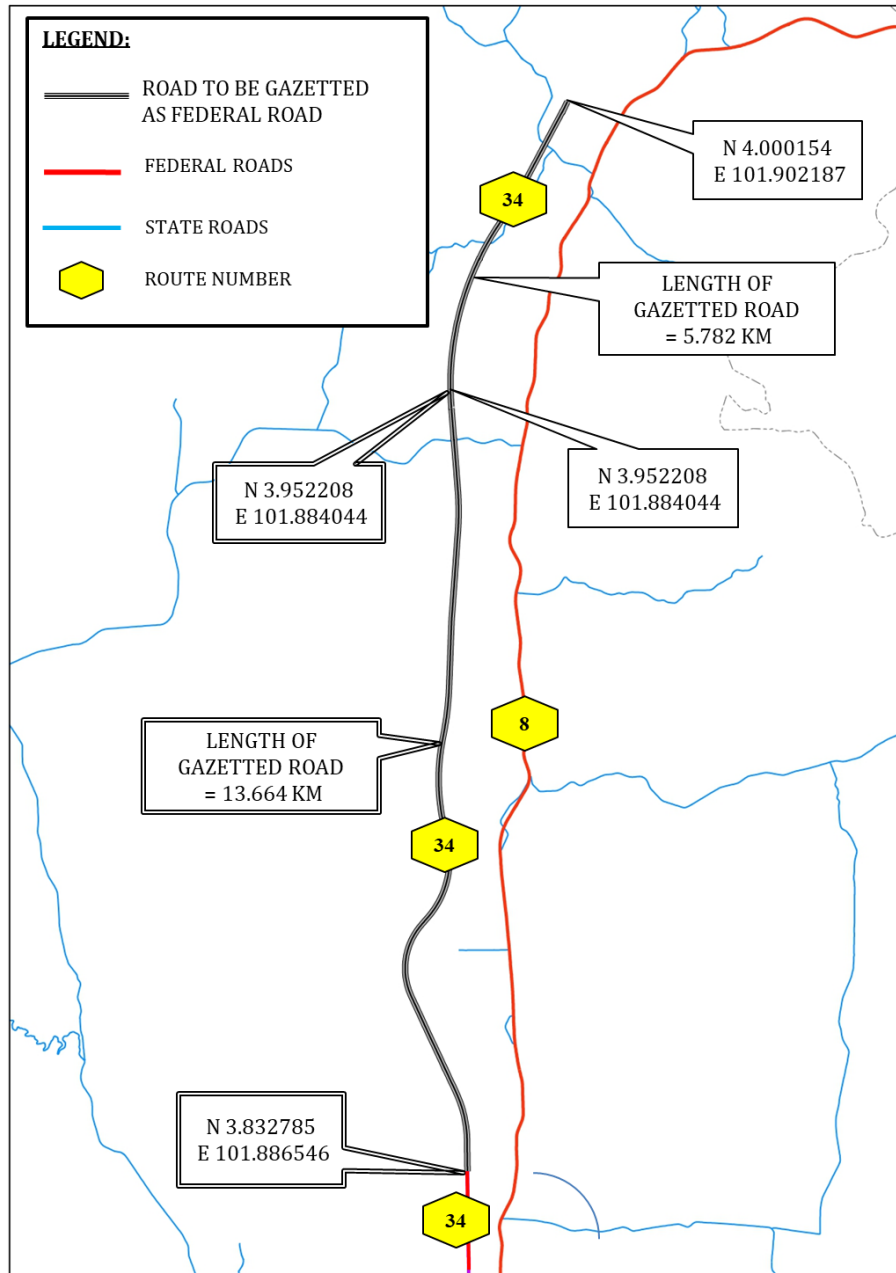 LEGEND:
ROAD TO BE GAZETTED
AS FEDERAL ROAD
FEDERAL ROADS
STATE ROADS
ROUTE NUMBER
N 4.000154
E 101.902187
34
LENGTH OF
GAZETTED ROAD
= 5.782 KM
N 3.952208
E 101.884044
N 3.952208
E 101.884044
8
LENGTH OF
GAZETTED ROAD
= 13.664 KM
34
N 3.832785
E 101.886546
34